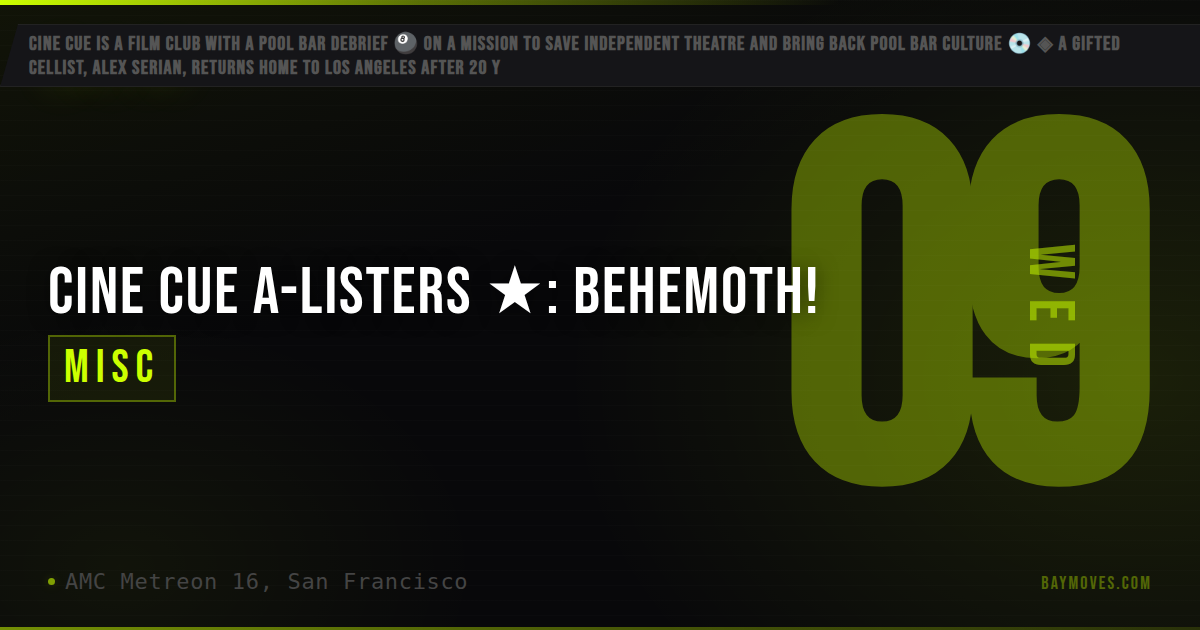 CINE CUE IS A FILM CLUB WITH A POOL BAR DEBRIEF 🎱 ON A MISSION TO SAVE INDEPENDENT THEATRE AND BRING BACK POOL BAR CULTURE 💿 ◈ A GIFTED
CELLIST, ALEX SERIAN, RETURNS HOME TO LOS ANGELES AFTER 20 Y
09
WED
CINE CUE A-LISTERS ★: BEHEMOTH!
MISC
AMC Metreon 16, San Francisco
BAYMOVES.COM